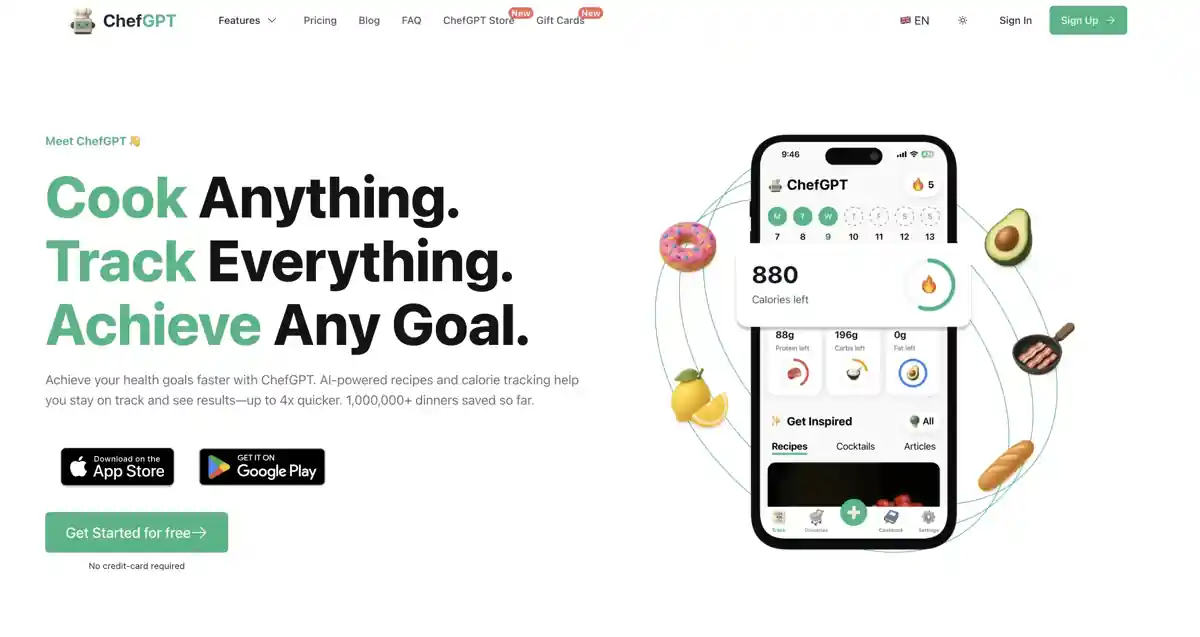 ChefGPT
Features
Pricing
Blog
FAQ
ChefGPT Store
New
Gift Cards
New
EN
Sign In
Sign Up
Meet ChefGPT
Cook Anything.
Track Everything.
Achieve Any Goal.
Achieve your health goals faster with ChefGPT. AI-powered recipes and calorie tracking help
you stay on track and see results—up to 4x quicker. 1,000,000+ dinners saved so far.
Download on the
App Store
GET IT ON
Google Play
Get Started for free
No credit-card required
9:46
ChefGPT
5
M T W T F S S
7 8 9 10 11 12 13
880
Calories left
88g 196g 0g
Protein left Carbs left Fat left
Get Inspired
All
Recipes Cocktails Articles
Track Groceries Cookbook Settings